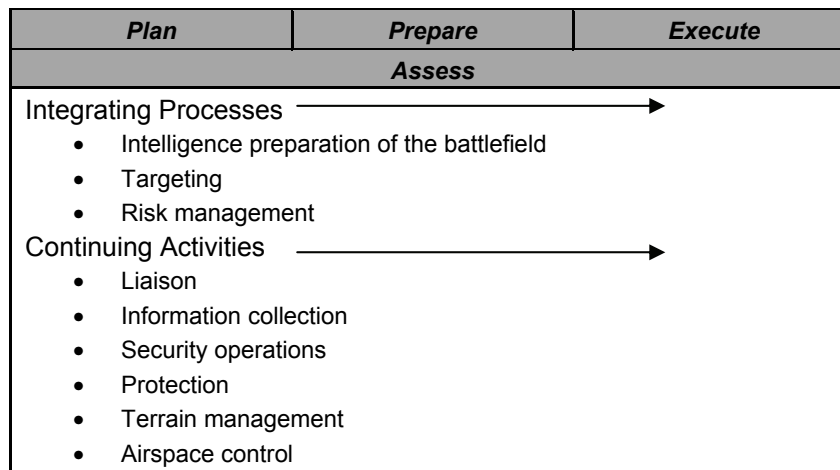 Plan Prepare Execute
Assess
Integrating Processes
• Intelligence preparation of the battlefield
• Targeting
• Risk management
Continuing Activities
• Liaison
• Information collection
• Security operations
• Protection
• Terrain management
• Airspace control